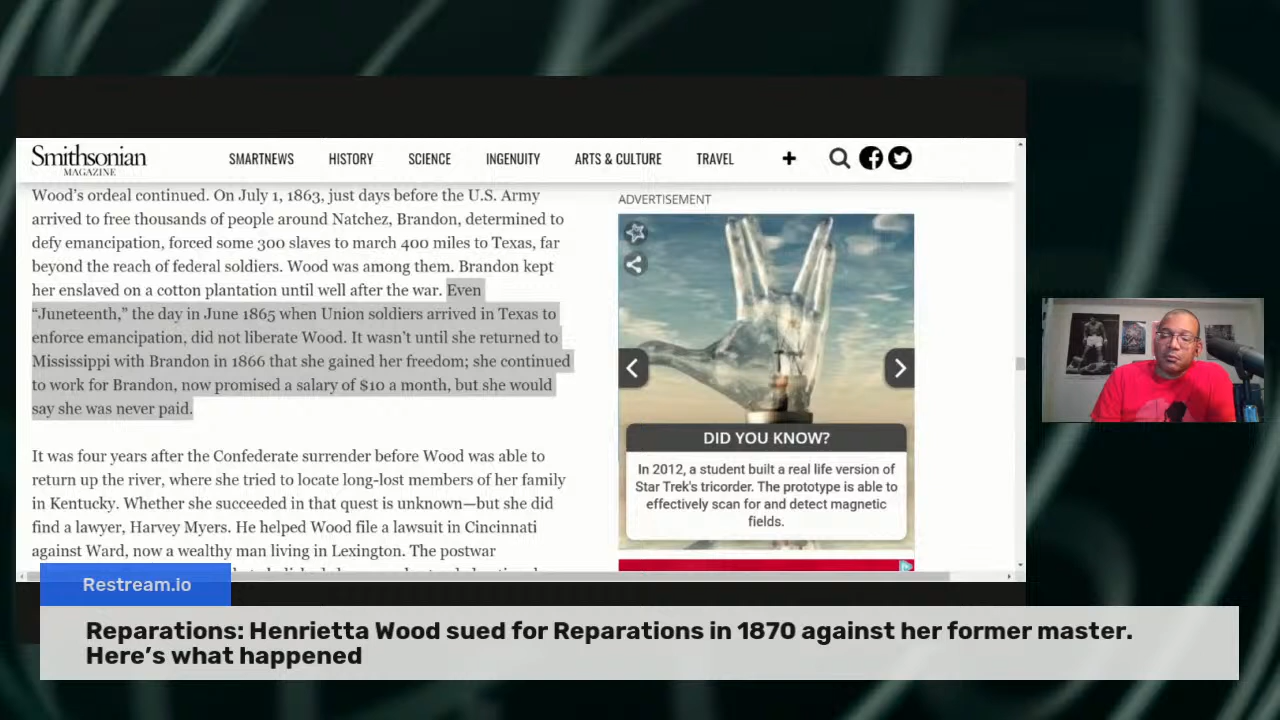 Smithsonian
MAGAZINE
SMARTNEWS
HISTORY
SCIENCE
INGENUITY
ARTS & CULTURE
TRAVEL
Wood's ordeal continued. On July 1, 1863, just days before the U.S. Army
arrived to free thousands of people around Natchez, Brandon, determined to
defy emancipation, forced some 300 slaves to march 400 miles to Texas, far
beyond the reach of federal soldiers. Wood was among them. Brandon kept
her enslaved on a cotton plantation until well after the war. Even
“Juneteenth,” the day in June 1865 when Union soldiers arrived in Texas to
enforce emancipation, did not liberate Wood. It wasn't until she returned to
Mississippi with Brandon in 1866 that she gained her freedom; she continued
to work for Brandon, now promised a salary of $10 a month, but she would
say she was never paid.
It was four years after the Confederate surrender before Wood was able to
return up the river, where she tried to locate long-lost members of her family
in Kentucky. Whether she succeeded in that quest is unknown—but she did
find a lawyer, Harvey Myers. He helped Wood file a lawsuit in Cincinnati
against Ward, now a wealthy man living in Lexington. The postwar
ADVERTISEMENT
DID YOU KNOW?
In 2012, a student built a real life version of
Star Trek's tricorder. The prototype is able to
effectively scan for and detect magnetic
fields.
Restream.io
Reparations: Henrietta Wood sued for Reparations in 1870 against her former master.
Here's what happened